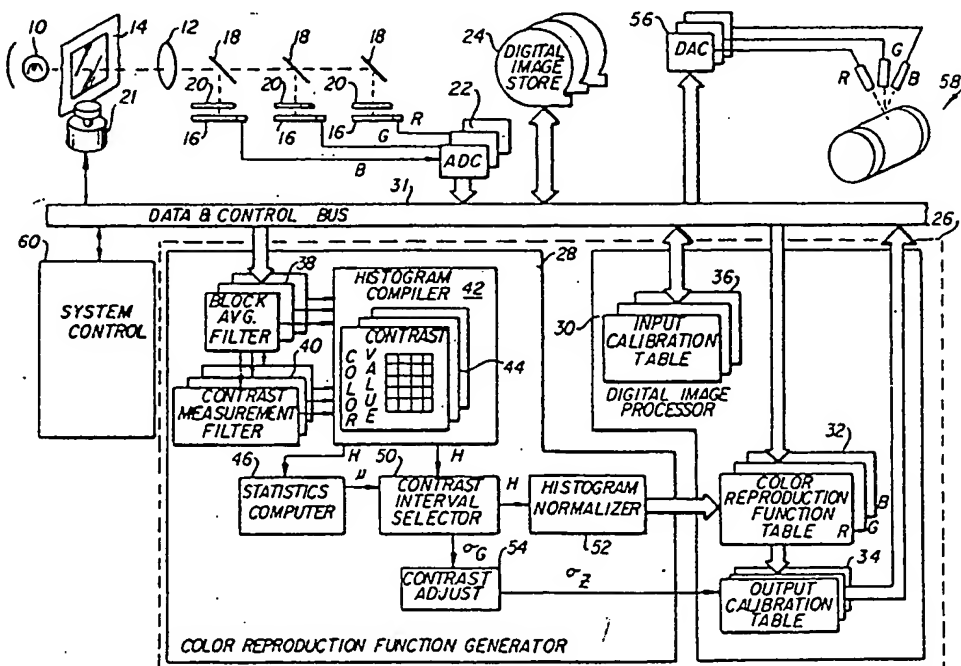 10
14
12
18
18
18
20
20
20
16
16
16
R
G
B
21
22
ADC
24
DIGITAL
IMAGE
STORE
56
DAC
R
G
B
58
31
DATA & CONTROL BUS
26
60
SYSTEM
CONTROL
28
38
BLOCK
AVG.
FILTER
40
CONTRAST
MEASUREMENT
FILTER
HISTOGRAM
COMPILER
42
CONTRAST
COLOR
VALUE
44
H
H
46
STATISTICS
COMPUTER
μ
50
CONTRAST
INTERVAL
SELECTOR
H
HISTOGRAM
NORMALIZER
52
σG
54
CONTRAST
ADJUST
σZ
COLOR REPRODUCTION FUNCTION GENERATOR
36
30
INPUT
CALIBRATION
TABLE
DIGITAL IMAGE
PROCESSOR
32
COLOR
REPRODUCTION
FUNCTION
TABLE
R
G
B
34
OUTPUT
CALIBRATION
TABLE